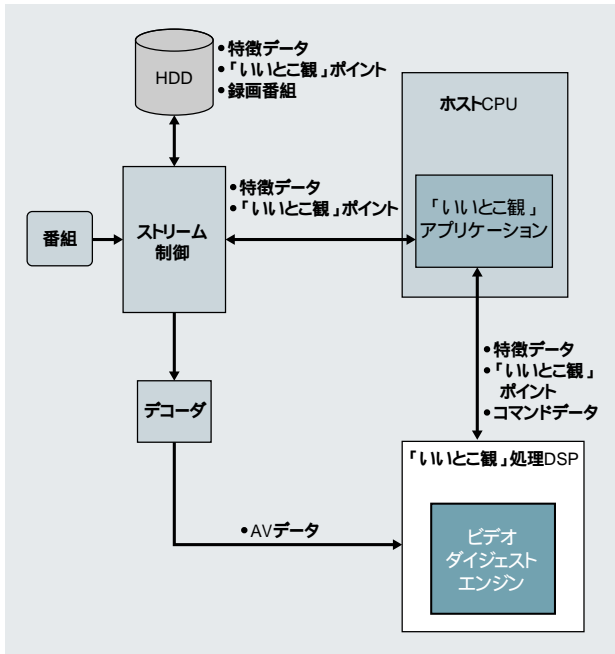 HDD
•特徴データ
•「いいとこ観」ポイント
•録画番組
ホストCPU
•特徴データ
•「いいとこ観」ポイント
「いいとこ観」
アプリケーション
番組
ストリーム
制御
•特徴データ
•「いいとこ観」
ポイント
•コマンドデータ
デコーダ
「いいとこ観」処理DSP
•AVデータ
ビデオ
ダイジェスト
エンジン